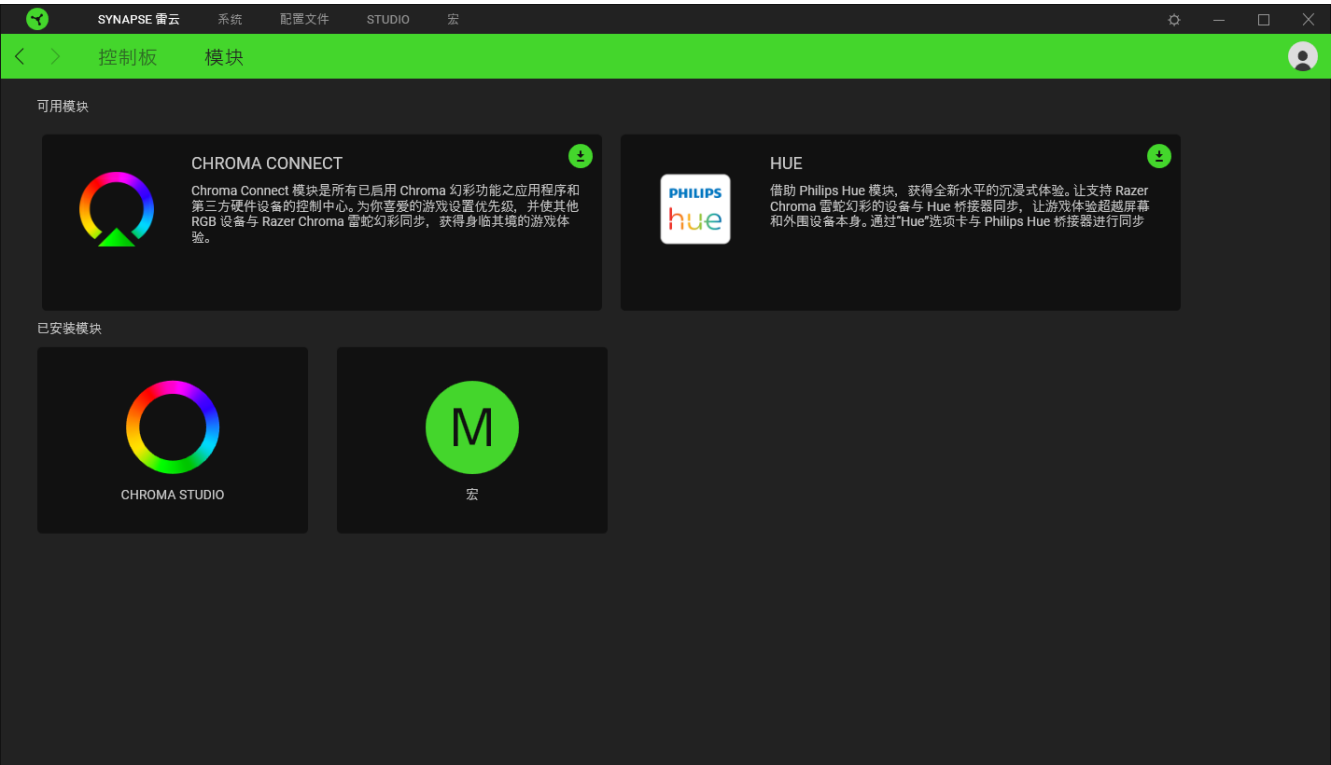 SYNAPSE 雷云 系统 配置文件 STUDIO 宏
控制板 模块
可用模块
CHROMA CONNECT
Chroma Connect 模块是所有已启用 Chroma 幻彩功能之应用程序和
第三方硬件设备的控制中心。为你喜爱的游戏设置优先级，并使其他
RGB 设备与 Razer Chroma 雷蛇幻彩同步，获得身临其境的游戏体
验。
PHILIPS
hue
HUE
借助 Philips Hue 模块，获得全新水平的沉浸式体验。让支持 Razer
Chroma 雷蛇幻彩的设备与 Hue 桥接器同步，让游戏体验超越屏幕
和外围设备本身。通过“Hue”选项卡与 Philips Hue 桥接器进行同步
已安装模块
CHROMA STUDIO
M
宏